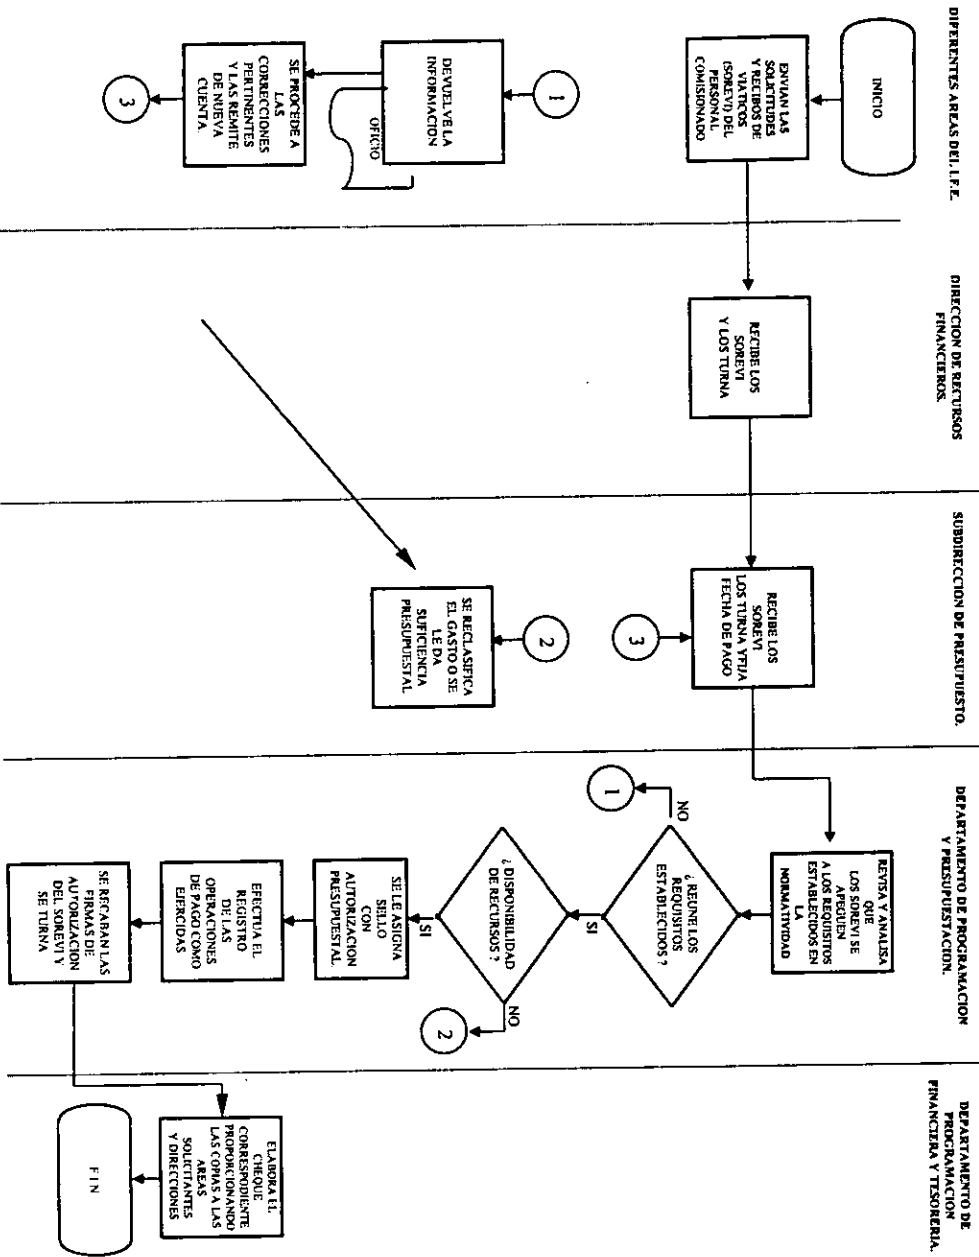 DIFERENTES AREAS DEL I.F.E.
DIRECCION DE RECURSOS
FINANCIEROS.
SUBDIRECCION DE PRESUPUESTO.
DEPARTAMENTO DE PROGRAMACION
Y PRESUPUESTACION.
DEPARTAMENTO DE
PROGRAMACION
FINANCIERA Y TESORERIA.
INICIO
ENVIAN LAS
SOLICITUDES
Y RECIBOS DE
VIATICOS
(SOREVI) DEL
PERSONAL
COMISIONADO
RECIBE LOS
SOREVI
Y LOS TURNA
RECIBE LOS
SOREVI
LOS TURNA Y FIJA
FECHA DE PAGO
3
REVISA Y ANALISA
QUE
LOS SOREVI SE
APEGUEN
A LOS REQUISITOS
ESTABLECIDOS EN
LA
NORMATIVIDAD
¿ REUNE LOS
REQUISITOS
ESTABLECIDOS ?
NO
1
SI
¿ DISPONIBILIDAD
DE RECURSOS ?
NO
2
SI
SE LE ASIGNA
SELLO
CON
AUTORIZACION
PRESUPUESTAL
EFECTUA EL
REGISTRO
DE LAS
OPERACIONES
DE PAGO COMO
EJERCIDAS
SE RECABAN LAS
FIRMAS DE
AUTORIZACION
DEL SOREVI Y
SE TURNA
1
DEVUELVE LA
INFORMACION
OFICIO
SE PROCEDE A
LAS
CORRECCIONES
PERTINENTES
Y LAS REMITE
DE NUEVA
CUENTA.
3
2
SE RECLASIFICA
EL GASTO O SE
LE DA
SUFICIENCIA
PRESUPUESTAL
ELABORA EL
CHEQUE
CORRESPODIENTE
PROPORCIONANDO
LAS COPIAS A LAS
AREAS
SOLICITANTES
Y DIRECCIONES
FIN